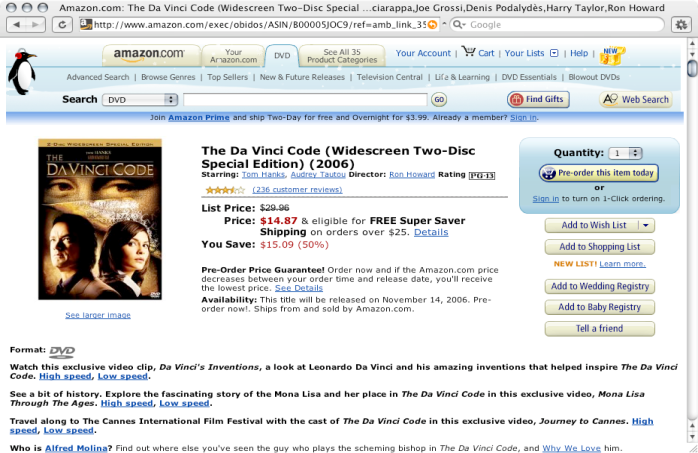 Amazon.com: The Da Vinci Code (Widescreen Two-Disc Special ...ciarappa,Joe Grossi,Denis Podalydès,Harry Taylor,Ron Howard
http://www.amazon.com/exec/obidos/ASIN/B00005JOC9/ref=amb_link_35
Google
amazon.com
Your Amazon.com
DVD
See All 35 Product Categories
Your Account | Cart | Your Lists | Help | NEW
Advanced Search | Browse Genres | Top Sellers | New & Future Releases | Television Central | Life & Learning | DVD Essentials | Blowout DVDs
Search DVD GO Find Gifts A9 Web Search
Join Amazon Prime and ship Two-Day for free and Overnight for $3.99. Already a member? Sign in.
2-DISC WIDESCREEN SPECIAL EDITION
TOM HANKS
THE
DA VINCI CODE
DVD
See larger image
The Da Vinci Code (Widescreen Two-Disc
Special Edition) (2006)
Starring: Tom Hanks, Audrey Tautou Director: Ron Howard Rating PG-13
(236 customer reviews)
List Price: $29.96
Price: $14.87 & eligible for FREE Super Saver
Shipping on orders over $25. Details
You Save: $15.09 (50%)
Pre-Order Price Guarantee! Order now and if the Amazon.com price
decreases between your order time and release date, you'll receive
the lowest price. See Details
Availability: This title will be released on November 14, 2006. Pre-
order now!. Ships from and sold by Amazon.com.
Quantity: 1
Pre-order this item today
or
Sign in to turn on 1-Click ordering.
Add to Wish List
Add to Shopping List
NEW LIST! Learn more.
Add to Wedding Registry
Add to Baby Registry
Tell a friend
Format: DVD
Watch this exclusive video clip, Da Vinci's Inventions, a look at Leonardo Da Vinci and his amazing inventions that helped inspire The Da Vinci
Code. High speed, Low speed.
See a bit of history. Explore the fascinating story of the Mona Lisa and her place in The Da Vinci Code in this exclusive video, Mona Lisa
Through The Ages. High speed, Low speed.
Travel along to The Cannes International Film Festival with the cast of The Da Vinci Code in this exclusive video, Journey to Cannes. High
speed, Low speed.
Who is Alfred Molina? Find out where else you've seen the guy who plays the scheming bishop in The Da Vinci Code, and Why We Love him.